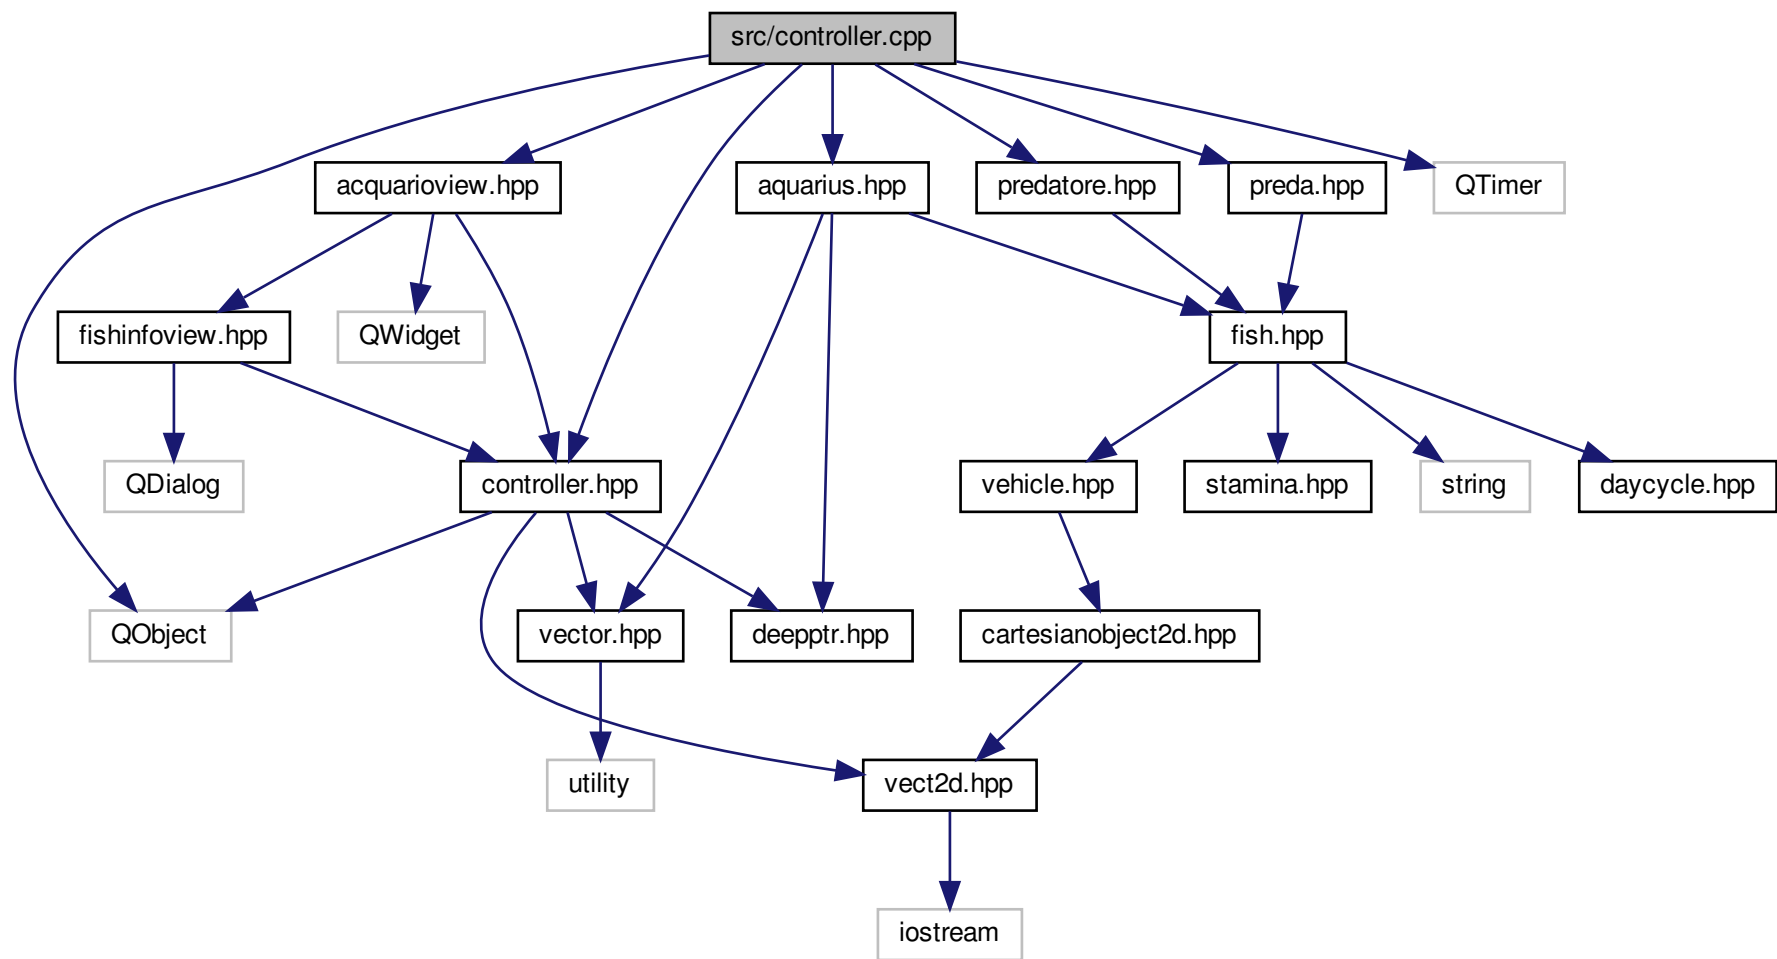 src/controller.cpp
acquarioview.hpp
aquarius.hpp
predatore.hpp
preda.hpp
QTimer
fishinfoview.hpp
QWidget
fish.hpp
QDialog
controller.hpp
vehicle.hpp
stamina.hpp
string
daycycle.hpp
QObject
vector.hpp
deepptr.hpp
cartesianobject2d.hpp
utility
vect2d.hpp
iostream